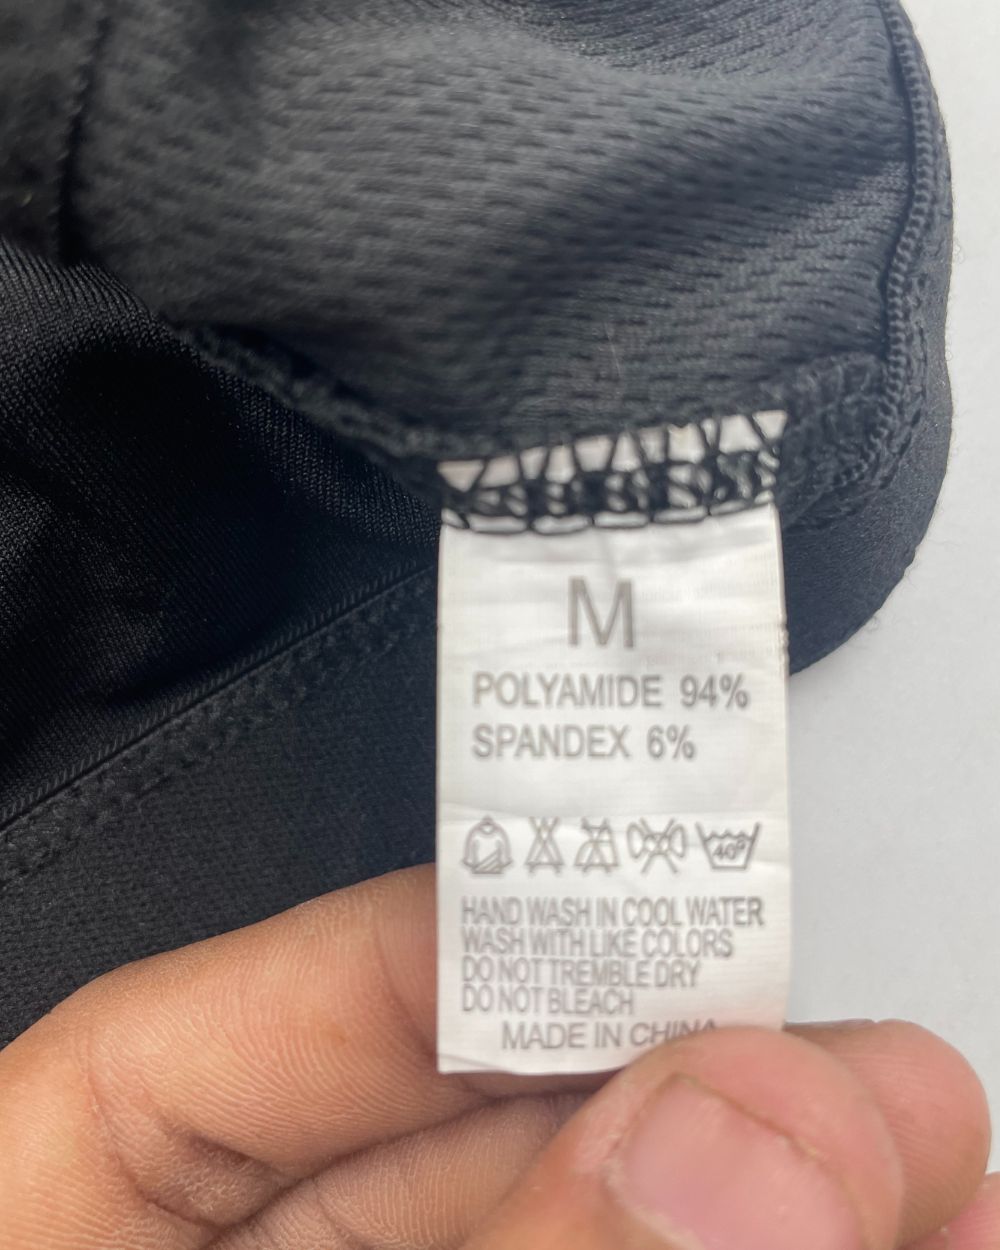 M
POLYAMIDE 94%
SPANDEX 6%
40°
HAND WASH IN COOL WATER
WASH WITH LIKE COLORS
DO NOT TREMBLE DRY
DO NOT BLEACH
MADE IN CHINA